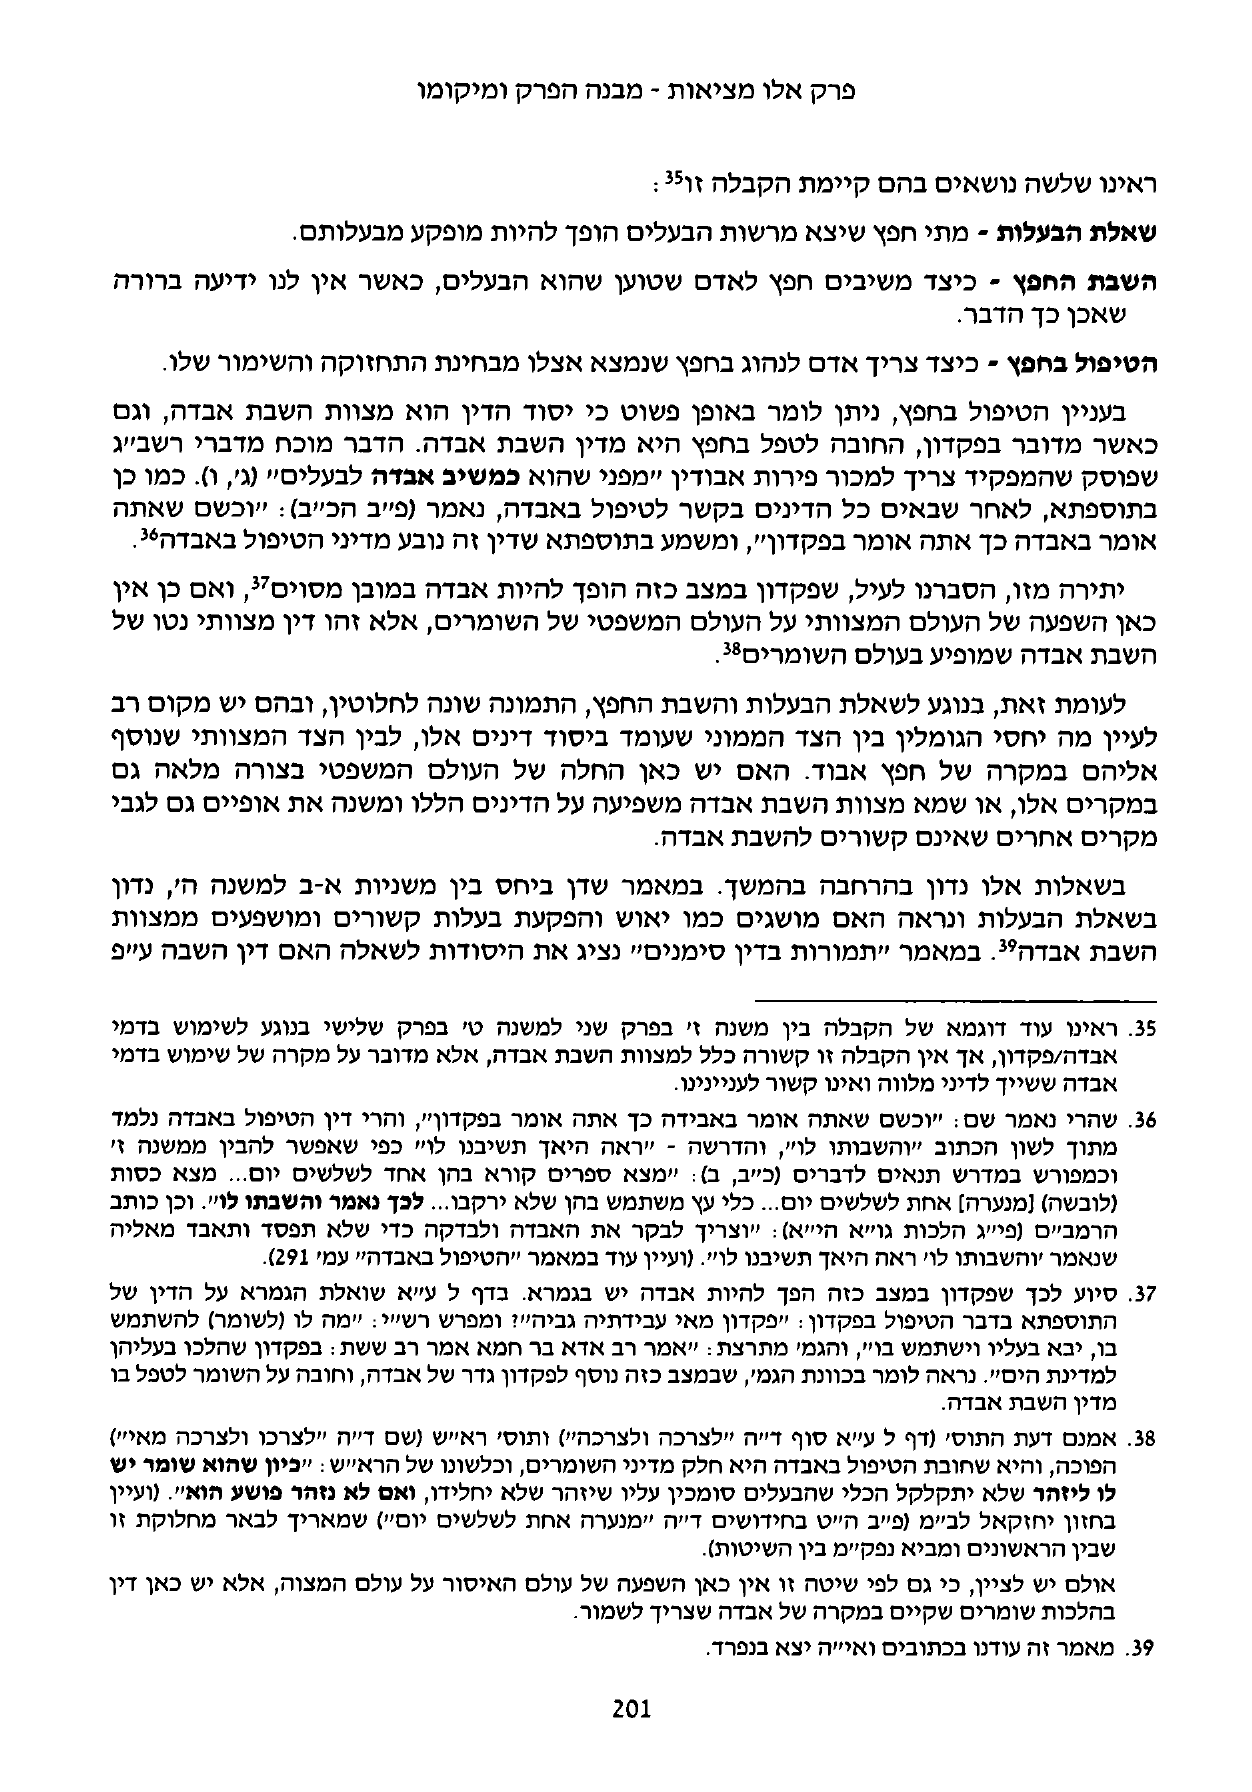 פרק אלו מציאות - מבנה הפרק ומיקומו
ראינו שלשה נושאים בהם קיימת הקבלה זו35:
שאלת הבעלות - מתי חפץ שיצא מרשות הבעלים הופך להיות מופקע מבעלותם.
השבת החפץ - כיצד משיבים חפץ לאדם שטוען שהוא הבעלים, כאשר אין לנו ידיעה ברורה
שאכן כך הדבר.
הטיפול בחפץ - כיצד צריך אדם לנהוג בחפץ שנמצא אצלו מבחינת התחזוקה והשימור שלו.
בעניין הטיפול בחפץ, ניתן לומר באופן פשוט כי יסוד הדין הוא מצוות השבת אבדה, וגם
כאשר מדובר בפקדון, החובה לטפל בחפץ היא מדין השבת אבדה. הדבר מוכח מדברי רשב"ג
שפוסק שהמפקיד צריך למכור פירות אבודין "מפני שהוא כמשיב אבדה לבעלים" (ג', ו). כמו כן
בתוספתא, לאחר שבאים כל הדינים בקשר לטיפול באבדה, נאמר (פ"ב הכ"ב): "וכשם שאתה
אומר באבדה כך אתה אומר בפקדון", ומשמע בתוספתא שדין זה נובע מדיני הטיפול באבדה36.
יתירה מזו, הסברנו לעיל, שפקדון במצב כזה הופך להיות אבדה במובן מסוים37, ואם כן אין
כאן השפעה של העולם המצוותי על העולם המשפטי של השומרים, אלא זהו דין מצוותי נטו של
השבת אבדה שמופיע בעולם השומרים38.
לעומת זאת, בנוגע לשאלת הבעלות והשבת החפץ, התמונה שונה לחלוטין, ובהם יש מקום רב
לעיין מה יחסי הגומלין בין הצד הממוני שעומד ביסוד דינים אלו, לבין הצד המצוותי שנוסף
אליהם במקרה של חפץ אבוד. האם יש כאן החלה של העולם המשפטי בצורה מלאה גם
במקרים אלו, או שמא מצוות השבת אבדה משפיעה על הדינים הללו ומשנה את אופיים גם לגבי
מקרים אחרים שאינם קשורים להשבת אבדה.
בשאלות אלו נדון בהרחבה בהמשך. במאמר שדן ביחס בין משניות א-ב למשנה ה', נדון
בשאלת הבעלות ונראה האם מושגים כמו יאוש והפקעת בעלות קשורים ומושפעים ממצוות
השבת אבדה39. במאמר "תמורות בדין סימנים" נציג את היסודות לשאלה האם דין השבה ע"פ
35. ראינו עוד דוגמא של הקבלה בין משנה ז' בפרק שני למשנה ט' בפרק שלישי בנוגע לשימוש בדמי
אבדה/פקדון, אך אין הקבלה זו קשורה כלל למצוות השבת אבדה, אלא מדובר על מקרה של שימוש בדמי
אבדה ששייך לדיני מלווה ואינו קשור לענייינינו.
36. שהרי נאמר שם: "וכשם שאתה אומר באבידה כך אתה אומר בפקדון", והרי דין הטיפול באבדה נלמד
מתוך לשון הכתוב "והשבותו לו", והדרשה - "ראה היאך תשיבנו לו" כפי שאפשר להבין ממשנה ז'
וכמפורש במדרש תנאים לדברים (כ"ב, ב): "מצא ספרים קורא בהן אחד לשלשים יום... מצא כסות
(לובשה) [מנערה] אחת לשלשים יום... כלי עץ משתמש בהן שלא ירקבו... לכך נאמר והשבתו לו". וכן כותב
הרמב"ם (פי"ג הלכות גו"א הי"א): "וצריך לבקר את האבדה ולבדקה כדי שלא תפסד ותאבד מאליה
שנאמר 'והשבותו לו' ראה היאך תשיבנו לו". (ועיין עוד במאמר "הטיפול באבדה" עמ' 291).
37. סיוע לכך שפקדון במצב כזה הפך להיות אבדה יש בגמרא. בדף ל ע"א שואלת הגמרא על הדין של
התוספתא בדבר הטיפול בפקדון: "פקדון מאי עבידתיה גביה"? ומפרש רש"י: "מה לו (לשומר) להשתמש
בו, יבא בעליו וישתמש בו", והגמ' מתרצת: "אמר רב אדא בר חמא אמר רב ששת: בפקדון שהלכו בעליהן
למדינת הים". נראה לומר בכוונת הגמ', שבמצב כזה נוסף לפקדון גדר של אבדה, וחובה על השומר לטפל בו
מדין השבת אבדה.
38. אמנם דעת התוס' (דף ל ע"א סוף ד"ה "לצרכה ולצרכה") ותוס' רא"ש (שם ד"ה "לצרכו ולצרכה מאי")
הפוכה, והיא שחובת הטיפול באבדה היא חלק מדיני השומרים, וכלשונו של הרא"ש: "כיון שהוא שומר יש
לו ליזהר שלא יתקלקל הכלי שהבעלים סומכין עליו שיזהר שלא יחלידו, ואם לא נזהר פושע הוא". (ועיין
בחזון יחזקאל לב"מ (פ"ב ה"ט בחידושים ד"ה "מנערה אחת לשלשים יום") שמאריך לבאר מחלוקת זו
שבין הראשונים ומביא נפק"מ בין השיטות).
אולם יש לציין, כי גם לפי שיטה זו אין כאן השפעה של עולם האיסור על עולם המצוה, אלא יש כאן דין
בהלכות שומרים שקיים במקרה של אבדה שצריך לשמור.
39. מאמר זה עודנו בכתובים ואי"ה יצא בנפרד.
201